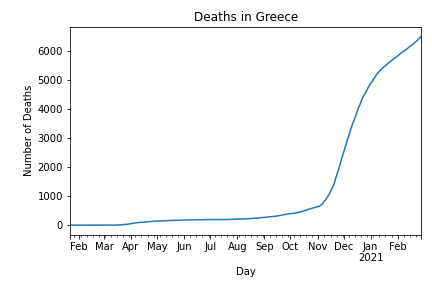 Deaths in Greece
Number of Deaths
6000
5000
4000
3000
2000
1000
0
Feb Mar Apr May Jun Jul Aug Sep Oct Nov Dec Jan Feb
2021
Day